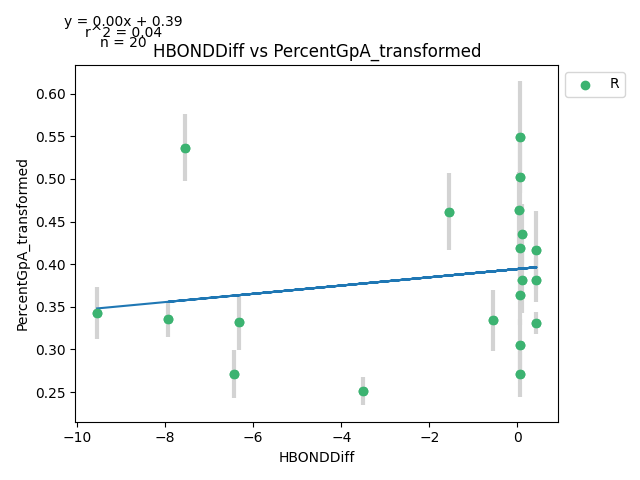 y = 0.00x + 0.39
r^2 = 0.04
n = 20
HBONDDiff vs PercentGpA_transformed
R
PercentGpA_transformed
0.60
0.55
0.50
0.45
0.40
0.35
0.30
0.25
−10
−8
−6
−4
−2
0
HBONDDiff